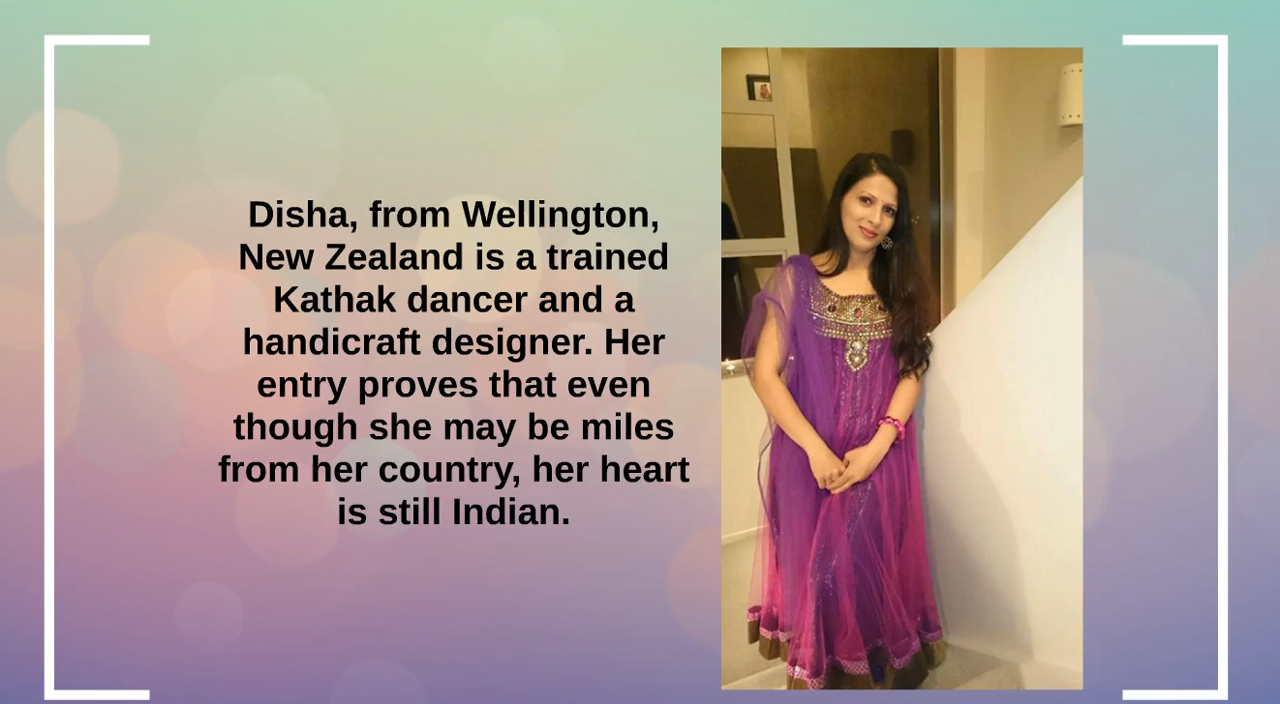 Disha, from Wellington,
New Zealand is a trained
Kathak dancer and a
handicraft designer. Her
entry proves that even
though she may be miles
from her country, her heart
is still Indian.